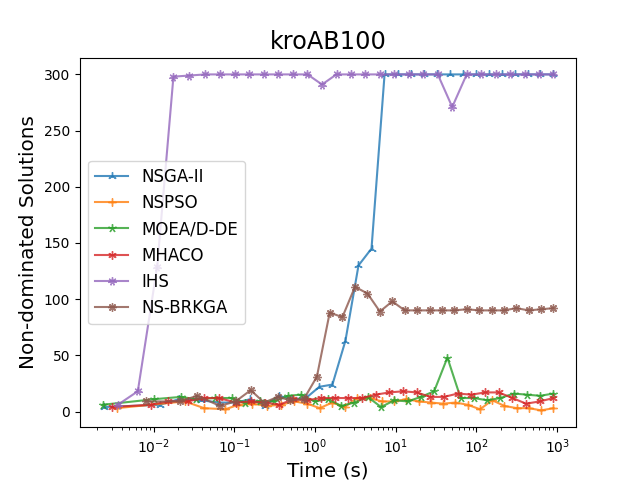 kroAB100
Non-dominated Solutions
300
250
200
150
100
50
0
NSGA-II
NSPSO
MOEA/D-DE
MHACO
IHS
NS-BRKGA
10⁻² 10⁻¹ 10⁰ 10¹ 10² 10³
Time (s)